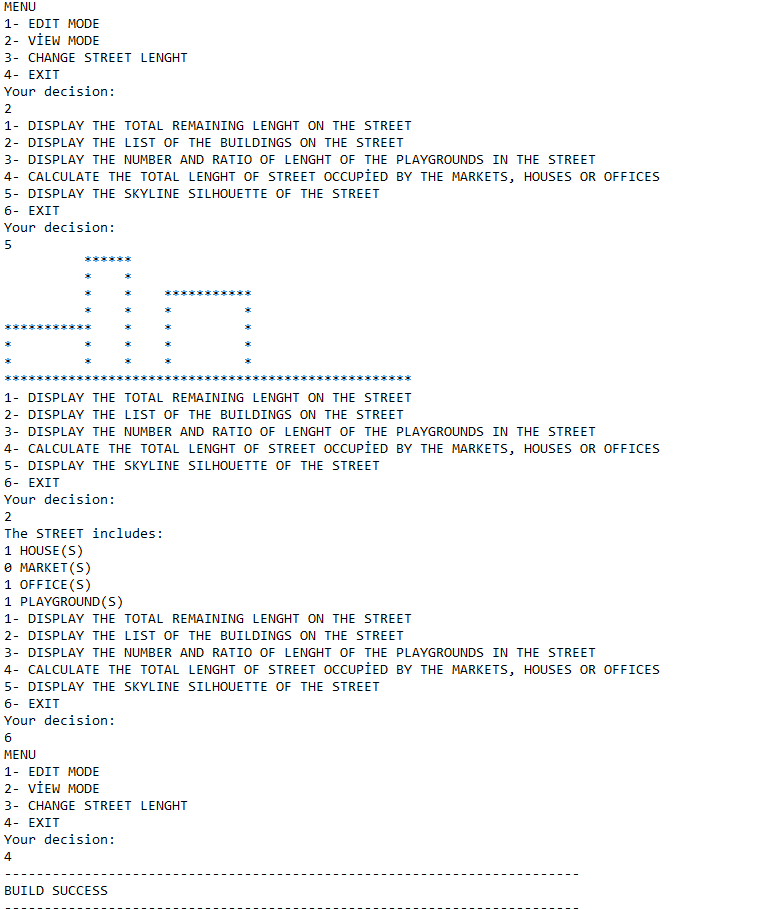 MENU
1- EDIT MODE
2- VİEW MODE
3- CHANGE STREET LENGHT
4- EXIT
Your decision:
2
1- DISPLAY THE TOTAL REMAINING LENGHT ON THE STREET
2- DISPLAY THE LIST OF THE BUILDINGS ON THE STREET
3- DISPLAY THE NUMBER AND RATIO OF LENGHT OF THE PLAYGROUNDS IN THE STREET
4- CALCULATE THE TOTAL LENGHT OF STREET OCCUPİED BY THE MARKETS, HOUSES OR OFFICES
5- DISPLAY THE SKYLINE SILHOUETTE OF THE STREET
6- EXIT
Your decision:
5
          ******
          *    *
          *    *    ***********
          *    *    *         *
***********    *    *         *
*         *    *    *         *
*         *    *    *         *
***************************************************
1- DISPLAY THE TOTAL REMAINING LENGHT ON THE STREET
2- DISPLAY THE LIST OF THE BUILDINGS ON THE STREET
3- DISPLAY THE NUMBER AND RATIO OF LENGHT OF THE PLAYGROUNDS IN THE STREET
4- CALCULATE THE TOTAL LENGHT OF STREET OCCUPİED BY THE MARKETS, HOUSES OR OFFICES
5- DISPLAY THE SKYLINE SILHOUETTE OF THE STREET
6- EXIT
Your decision:
2
The STREET includes:
1 HOUSE(S)
0 MARKET(S)
1 OFFICE(S)
1 PLAYGROUND(S)
1- DISPLAY THE TOTAL REMAINING LENGHT ON THE STREET
2- DISPLAY THE LIST OF THE BUILDINGS ON THE STREET
3- DISPLAY THE NUMBER AND RATIO OF LENGHT OF THE PLAYGROUNDS IN THE STREET
4- CALCULATE THE TOTAL LENGHT OF STREET OCCUPİED BY THE MARKETS, HOUSES OR OFFICES
5- DISPLAY THE SKYLINE SILHOUETTE OF THE STREET
6- EXIT
Your decision:
6
MENU
1- EDIT MODE
2- VİEW MODE
3- CHANGE STREET LENGHT
4- EXIT
Your decision:
4
------------------------------------------------------------------------
BUILD SUCCESS
------------------------------------------------------------------------